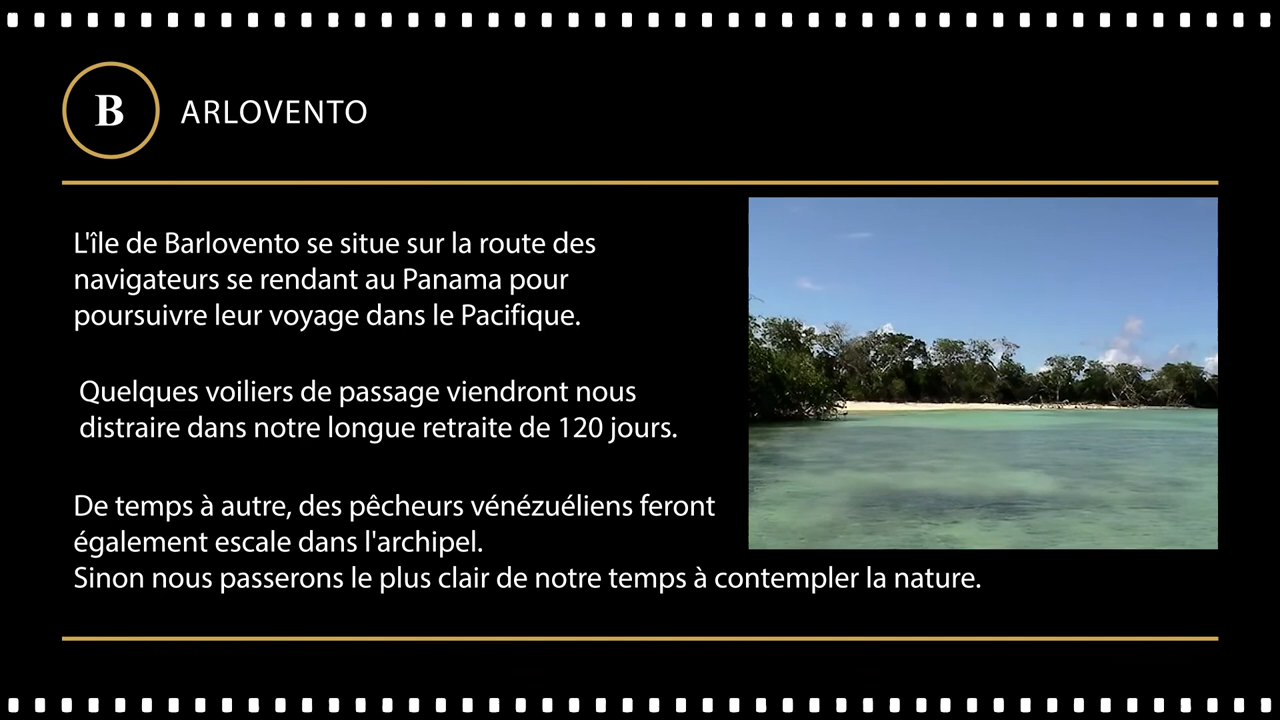 B ARLOVENTO
L'île de Barlovento se situe sur la route des
navigateurs se rendant au Panama pour
poursuivre leur voyage dans le Pacifique.
Quelques voiliers de passage viendront nous
distraire dans notre longue retraite de 120 jours.
De temps à autre, des pêcheurs vénézuéliens feront
également escale dans l'archipel.
Sinon nous passerons le plus clair de notre temps à contempler la nature.